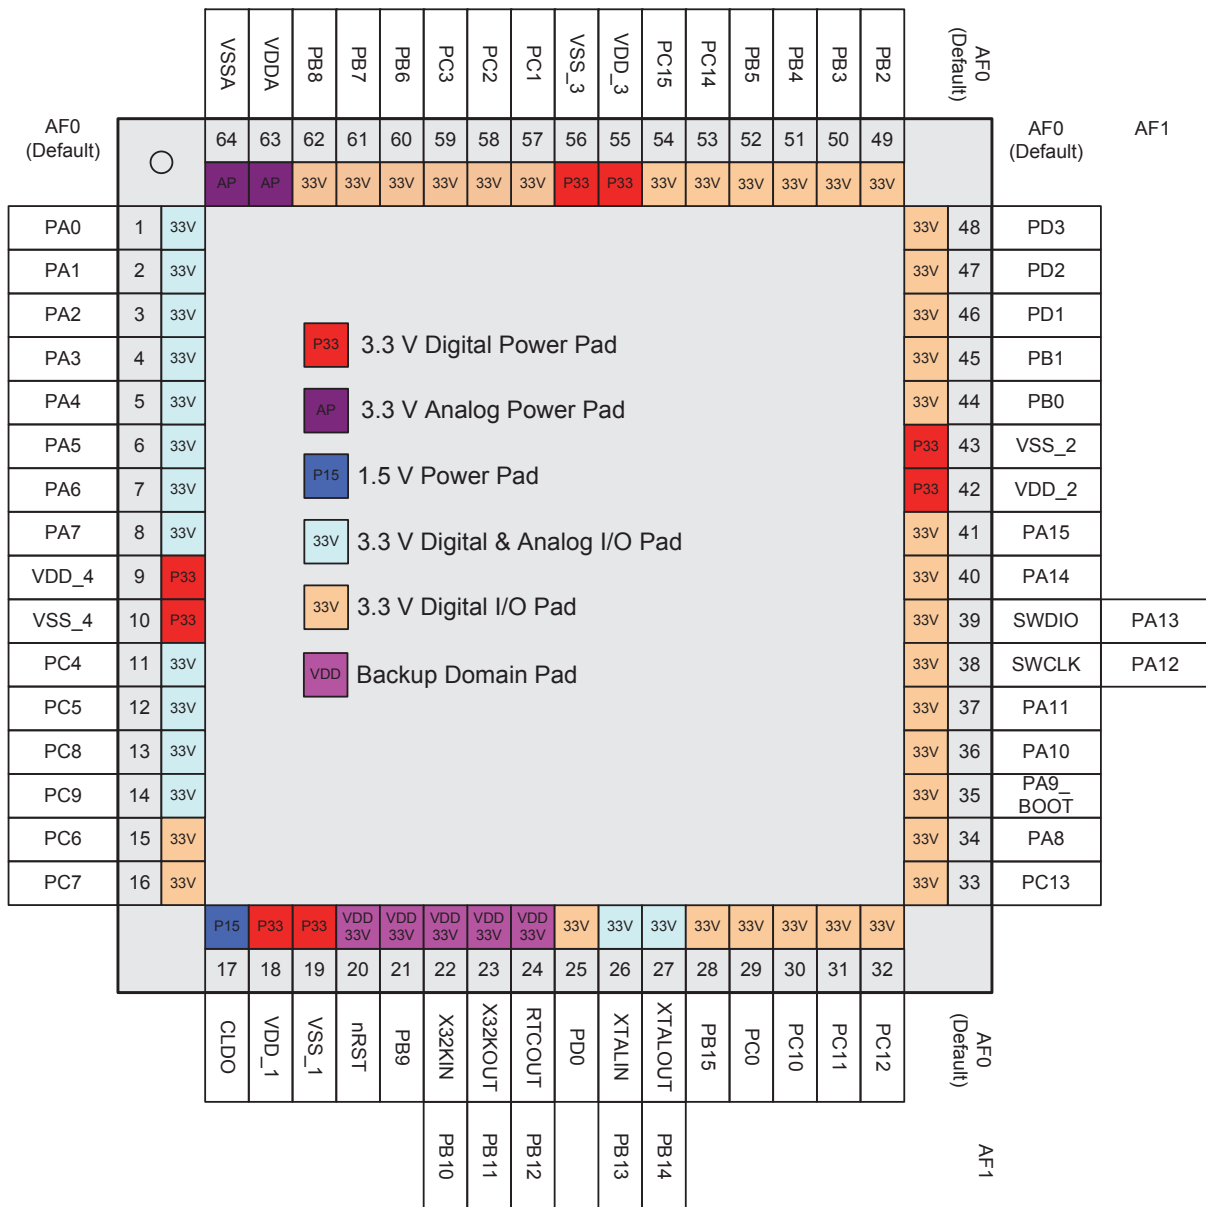 VSSA VDDA PB8 PB7 PB6 PC3 PC2 PC1 VSS_3 VDD_3 PC15 PC14 PB5 PB4 PB3 PB2 AF0 (Default)
AF0
(Default)
64 63 62 61 60 59 58 57 56 55 54 53 52 51 50 49
AF0
(Default)
AF1
AP AP 33V 33V 33V 33V 33V 33V P33 P33 33V 33V 33V 33V 33V 33V
PA0 1 33V 33V 48 PD3
PA1 2 33V 33V 47 PD2
PA2 3 33V 33V 46 PD1
PA3 4 33V 33V 45 PB1
PA4 5 33V 33V 44 PB0
PA5 6 33V P33 43 VSS_2
PA6 7 33V P33 42 VDD_2
PA7 8 33V 33V 41 PA15
VDD_4 9 P33 33V 40 PA14
VSS_4 10 P33 33V 39 SWDIO PA13
PC4 11 33V 33V 38 SWCLK PA12
PC5 12 33V 33V 37 PA11
PC8 13 33V 33V 36 PA10
PC9 14 33V 33V 35 PA9_
BOOT
PC6 15 33V 33V 34 PA8
PC7 16 33V 33V 33 PC13
P33 3.3 V Digital Power Pad
AP 3.3 V Analog Power Pad
P15 1.5 V Power Pad
33V 3.3 V Digital & Analog I/O Pad
33V 3.3 V Digital I/O Pad
VDD Backup Domain Pad
P15 P33 P33 VDD 33V VDD 33V VDD 33V VDD 33V VDD 33V 33V 33V 33V 33V 33V 33V 33V 33V
17 18 19 20 21 22 23 24 25 26 27 28 29 30 31 32
CLDO VDD_1 VSS_1 nRST PB9 X32KIN X32KOUT RTCOUT PD0 XTALIN XTALOUT PB15 PC0 PC10 PC11 PC12 AF0 (Default)
PB10 PB11 PB12 PB13 PB14 AF1